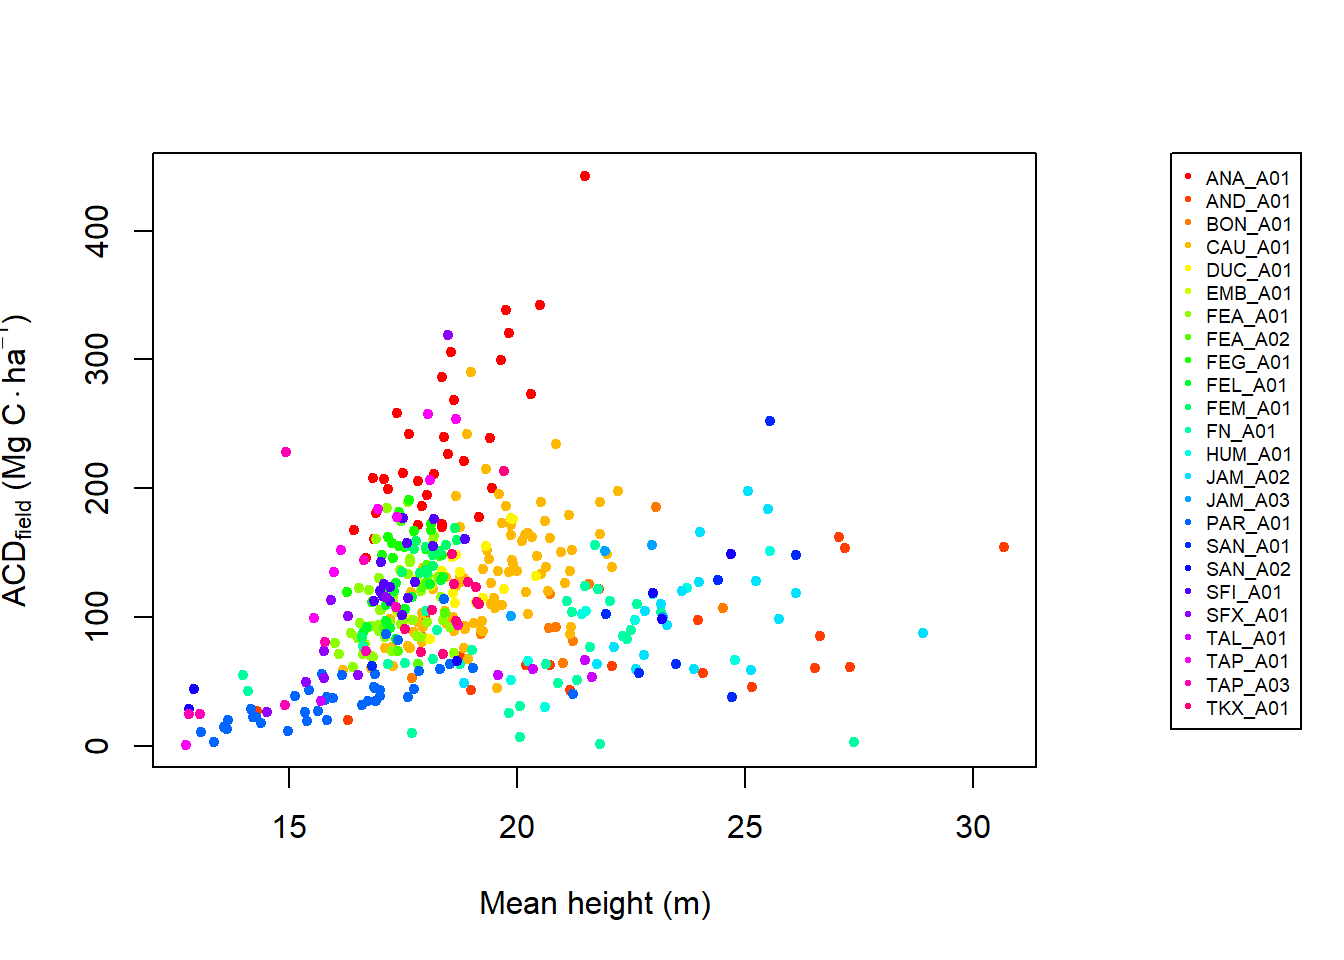 400
300
200
100
0
15 20 25 30
Mean height (m)
ACD_field (Mg C · ha⁻¹)
ANA_A01
AND_A01
BON_A01
CAU_A01
DUC_A01
EMB_A01
FEA_A01
FEA_A02
FEG_A01
FEL_A01
FEM_A01
FN_A01
HUM_A01
JAM_A02
JAM_A03
PAR_A01
SAN_A01
SAN_A02
SFI_A01
SFX_A01
TAL_A01
TAP_A01
TAP_A03
TKX_A01